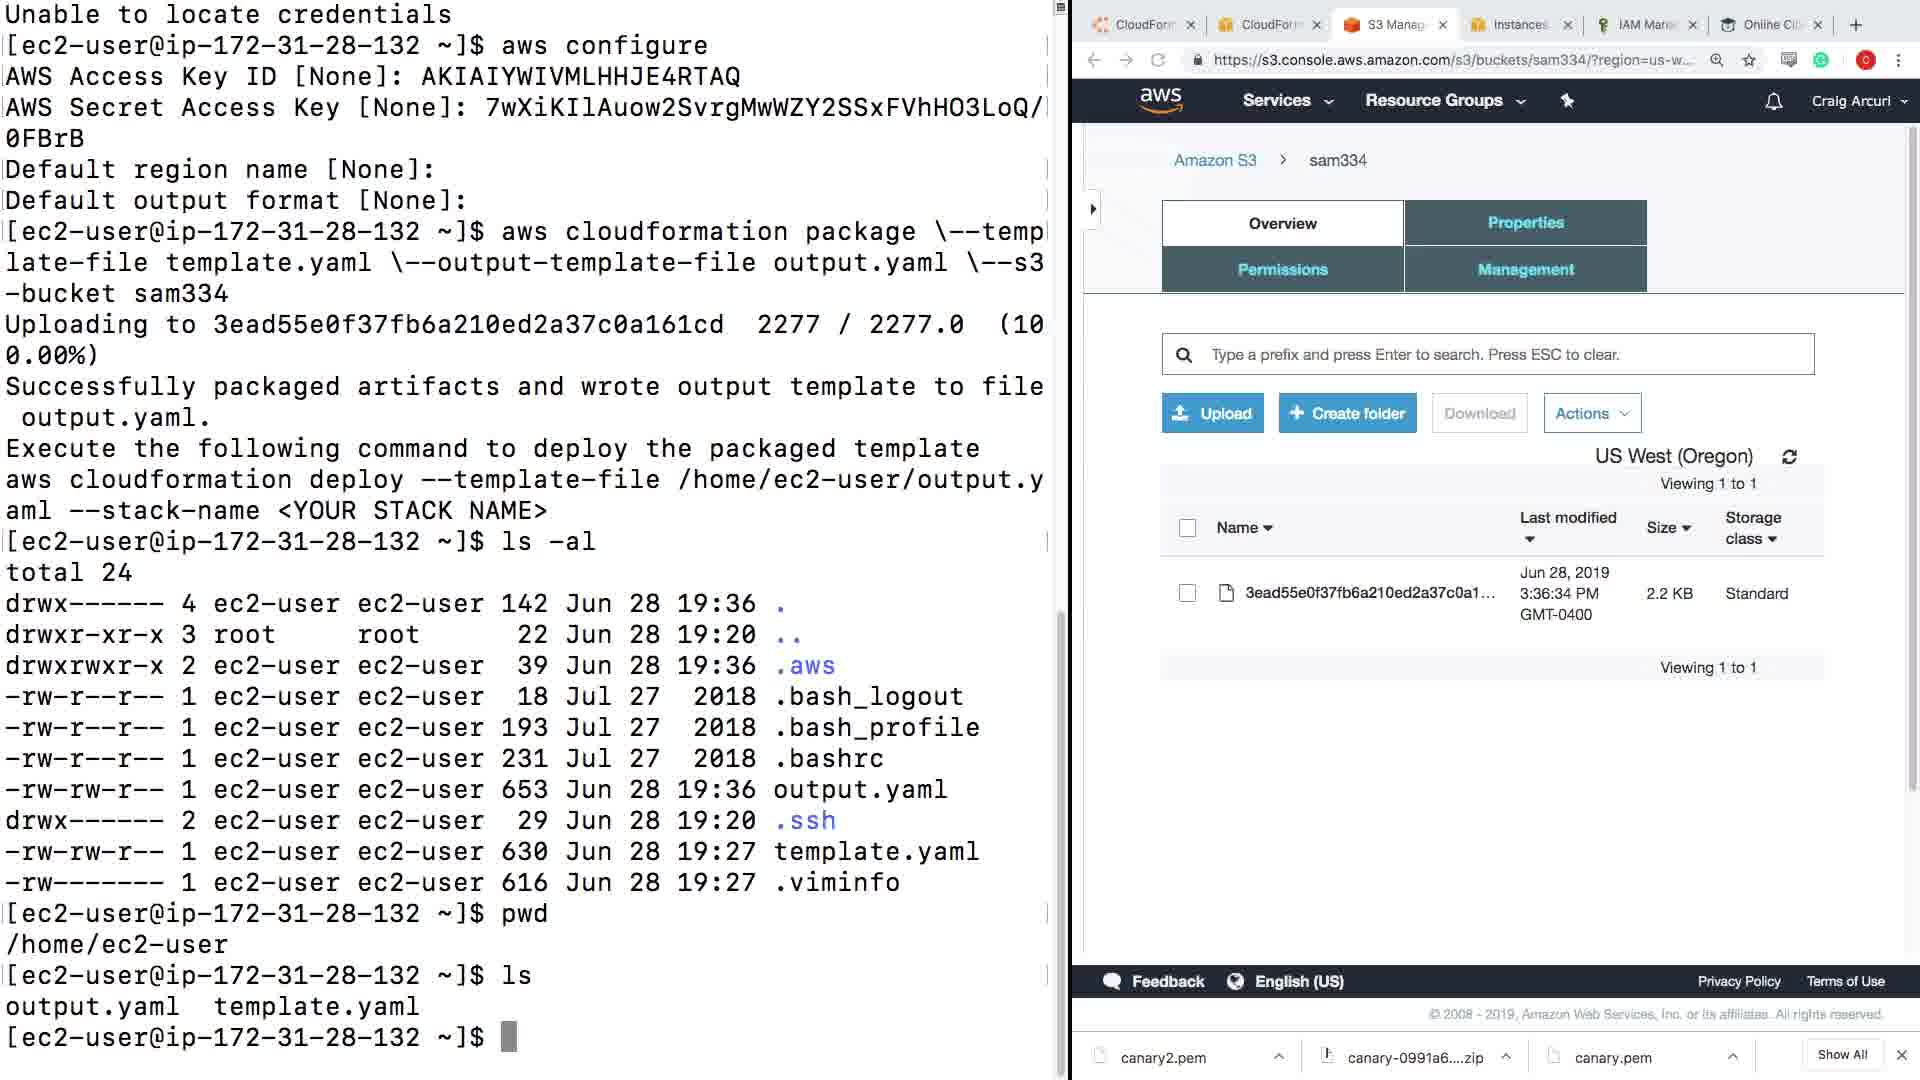 Unable to locate credentials
[ec2-user@ip-172-31-28-132 ~]$ aws configure
AWS Access Key ID [None]: AKIAIYWIVMLHHJE4RTAQ
AWS Secret Access Key [None]: 7wXiKIlAuow2SvrgMwWZY2SSxFVhHO3LoQ/
0FBrB
Default region name [None]:
Default output format [None]:
[ec2-user@ip-172-31-28-132 ~]$ aws cloudformation package \--temp
late-file template.yaml \--output-template-file output.yaml \--s3
-bucket sam334
Uploading to 3ead55e0f37fb6a210ed2a37c0a161cd  2277 / 2277.0  (10
0.00%)
Successfully packaged artifacts and wrote output template to file
 output.yaml.
Execute the following command to deploy the packaged template
aws cloudformation deploy --template-file /home/ec2-user/output.y
aml --stack-name <YOUR STACK NAME>
[ec2-user@ip-172-31-28-132 ~]$ ls -al
total 24
drwx------ 4 ec2-user ec2-user 142 Jun 28 19:36 .
drwxr-xr-x 3 root     root      22 Jun 28 19:20 ..
drwxrwxr-x 2 ec2-user ec2-user  39 Jun 28 19:36 .aws
-rw-r--r-- 1 ec2-user ec2-user  18 Jul 27  2018 .bash_logout
-rw-r--r-- 1 ec2-user ec2-user 193 Jul 27  2018 .bash_profile
-rw-r--r-- 1 ec2-user ec2-user 231 Jul 27  2018 .bashrc
-rw-rw-r-- 1 ec2-user ec2-user 653 Jun 28 19:36 output.yaml
drwx------ 2 ec2-user ec2-user  29 Jun 28 19:20 .ssh
-rw-rw-r-- 1 ec2-user ec2-user 630 Jun 28 19:27 template.yaml
-rw------- 1 ec2-user ec2-user 616 Jun 28 19:27 .viminfo
[ec2-user@ip-172-31-28-132 ~]$ pwd
/home/ec2-user
[ec2-user@ip-172-31-28-132 ~]$ ls
output.yaml  template.yaml
[ec2-user@ip-172-31-28-132 ~]$
CloudForm CloudForm S3 Manag Instances IAM Mana Online Clo
https://s3.console.aws.amazon.com/s3/buckets/sam334/?region=us-w...
aws Services Resource Groups Craig Arcurl
Amazon S3 > sam334
Overview Properties
Permissions Management
Type a prefix and press Enter to search. Press ESC to clear.
Upload + Create folder Download Actions
US West (Oregon)
Viewing 1 to 1
Name Last modified Size Storage class
3ead55e0f37fb6a210ed2a37c0a1... Jun 28, 2019 3:36:34 PM GMT-0400 2.2 KB Standard
Viewing 1 to 1
Feedback English (US) Privacy Policy Terms of Use
© 2008 - 2019, Amazon Web Services, Inc. or its affiliates. All rights reserved.
canary2.pem canary-0991a6....zip canary.pem Show All